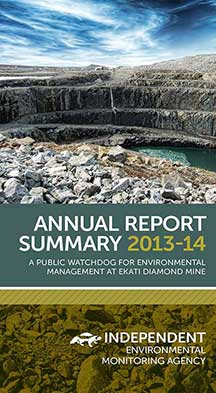 ANNUAL REPORT
SUMMARY 2013-14
A PUBLIC WATCHDOG FOR ENVIRONMENTAL
MANAGEMENT AT EKATI DIAMOND MINE
INDEPENDENT
ENVIRONMENTAL
MONITORING AGENCY